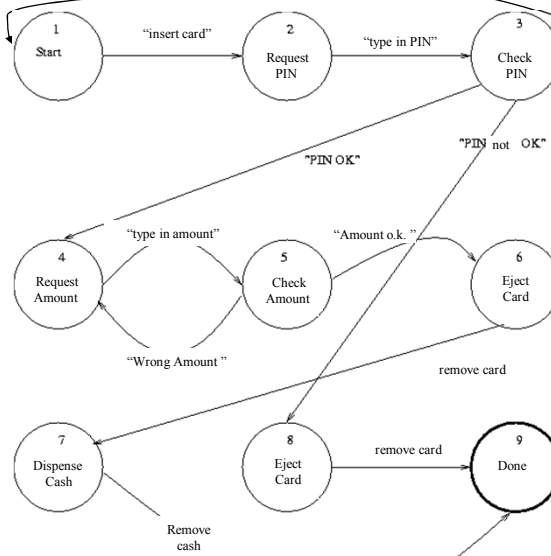 1
Start
“insert card”
2
Request
PIN
“type in PIN”
3
Check
PIN
"PIN OK"
"PIN not OK"
4
Request
Amount
“type in amount”
5
Check
Amount
“Amount o.k. ”
6
Eject
Card
“Wrong Amount ”
remove card
7
Dispense
Cash
Remove
cash
8
Eject
Card
remove card
9
Done